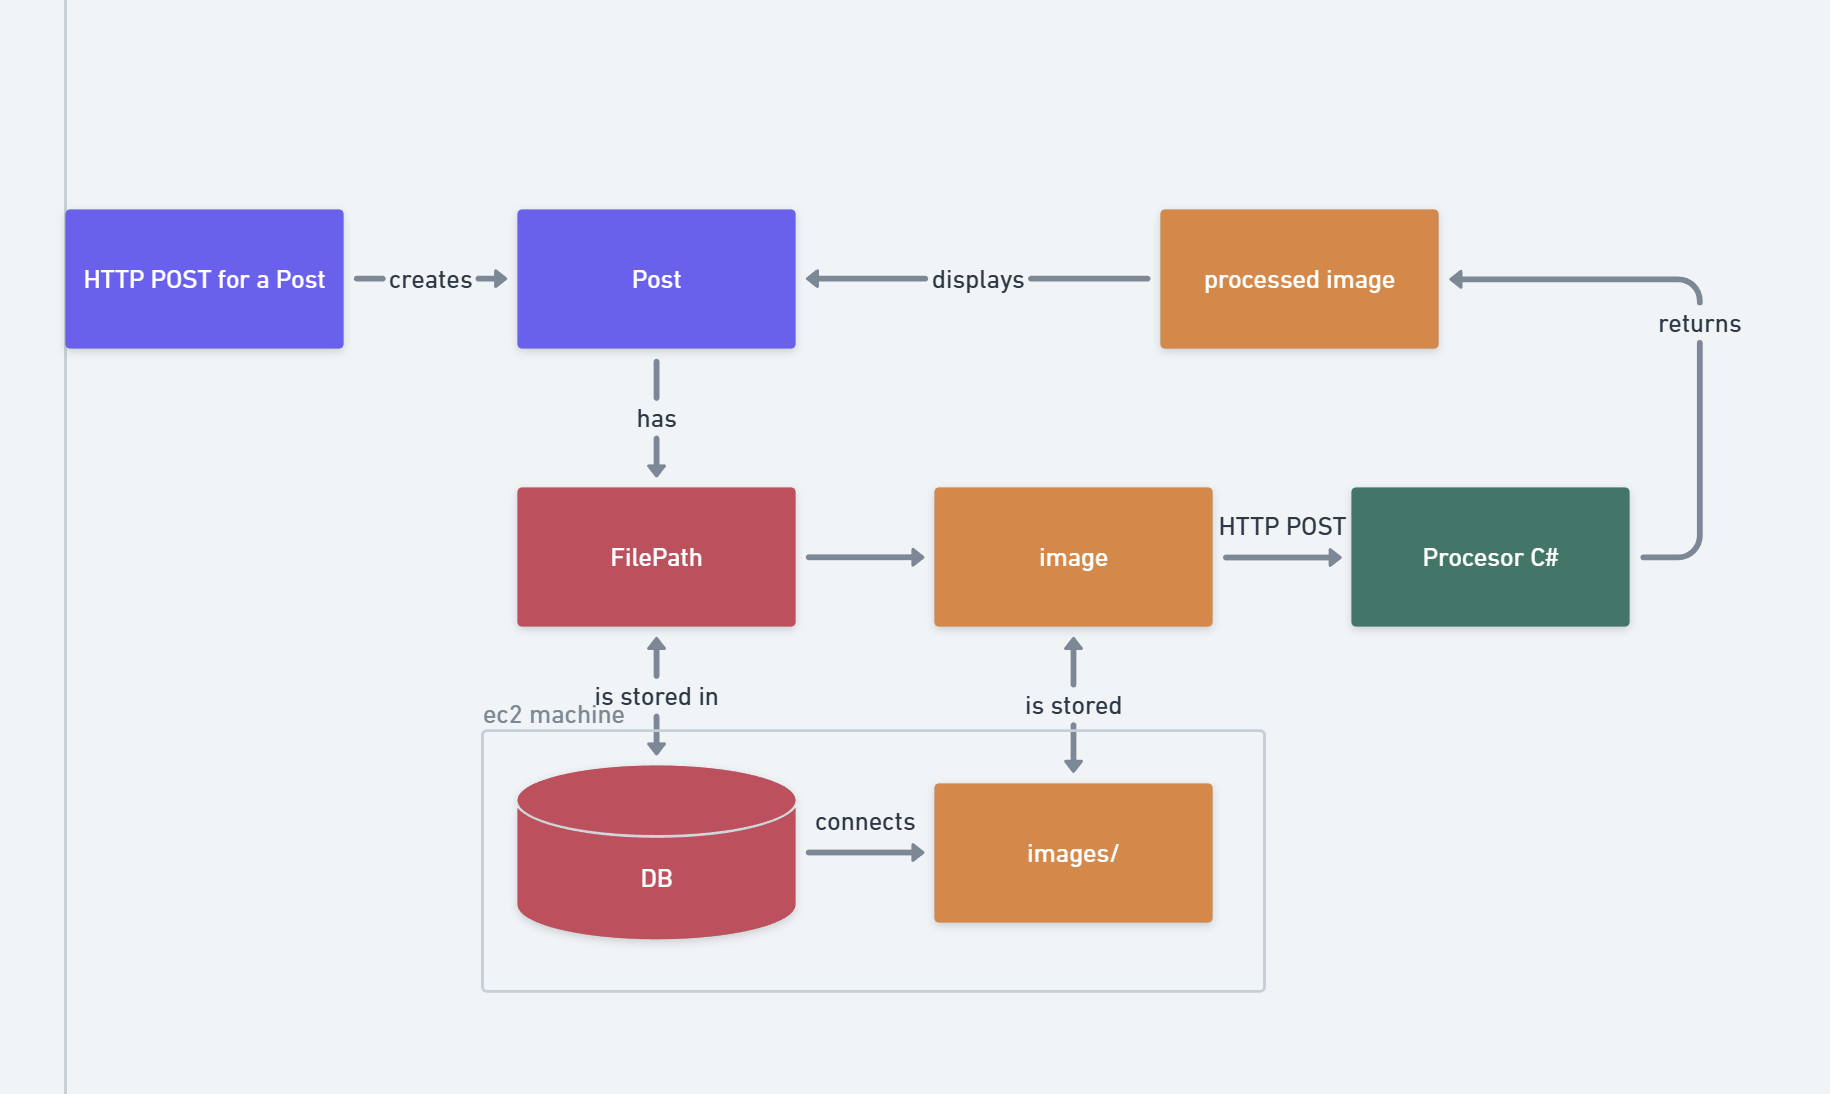 HTTP POST for a Post
creates
Post
displays
processed image
returns
has
FilePath
image
HTTP POST
Procesor C#
is stored in
is stored
ec2 machine
DB
connects
images/